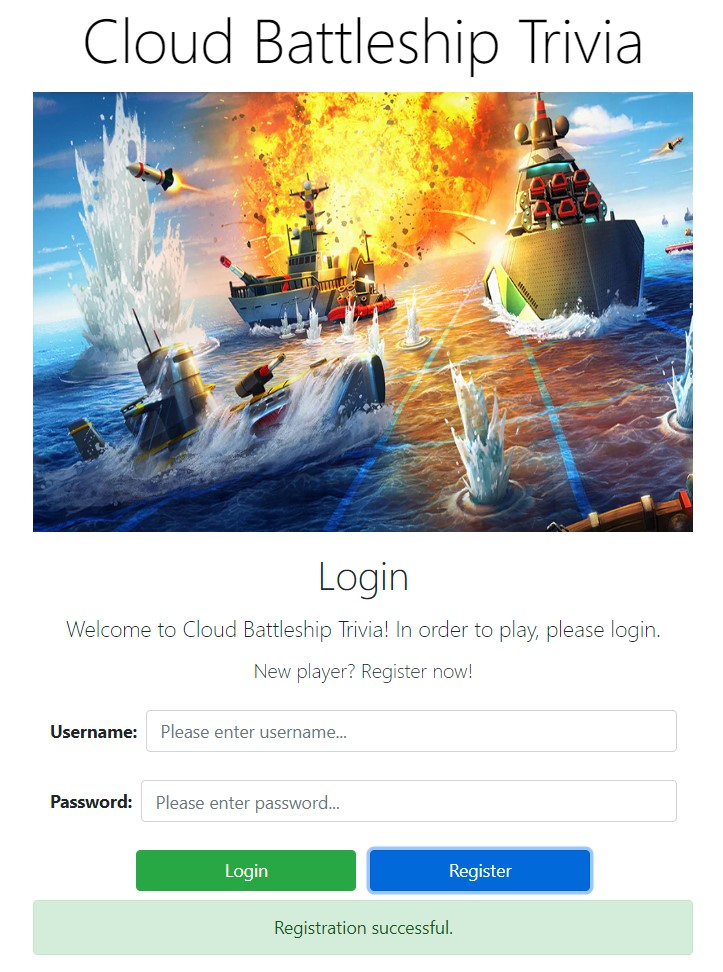 Cloud Battleship Trivia
Login
Welcome to Cloud Battleship Trivia! In order to play, please login.
New player? Register now!
Username: Please enter username...
Password: Please enter password...
Login Register
Registration successful.